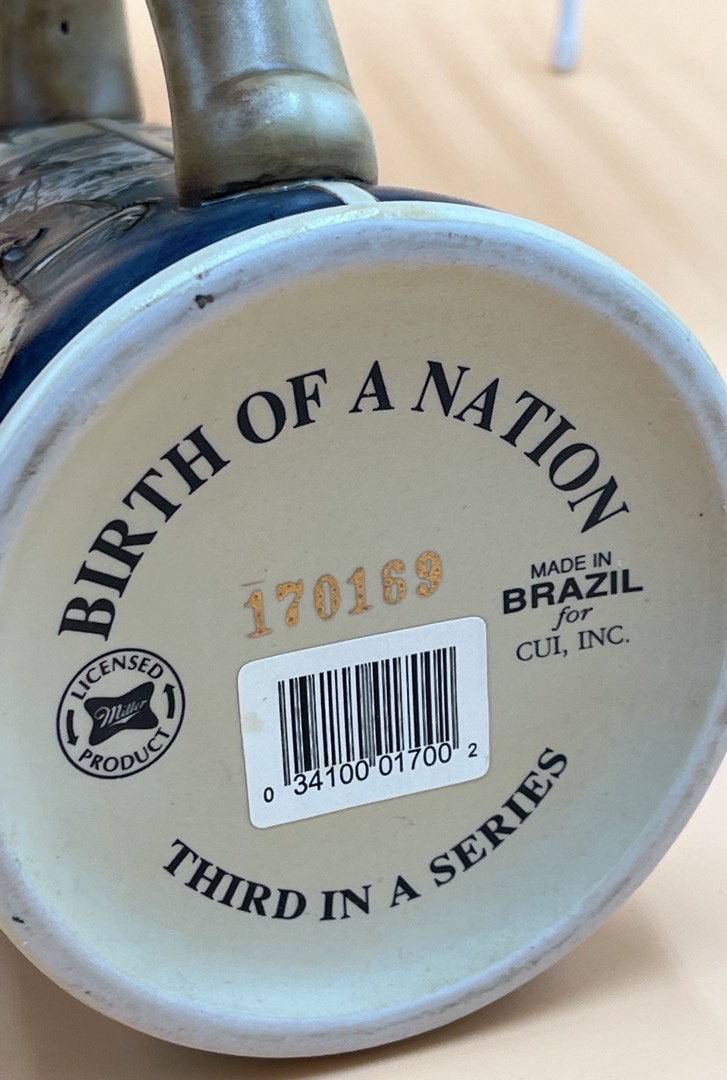 BIRTH OF A NATION
170169
MADE IN
BRAZIL
for
CUI, INC.
LICENSED
Miller
PRODUCT
0 34100 01700 2
THIRD IN A SERIES